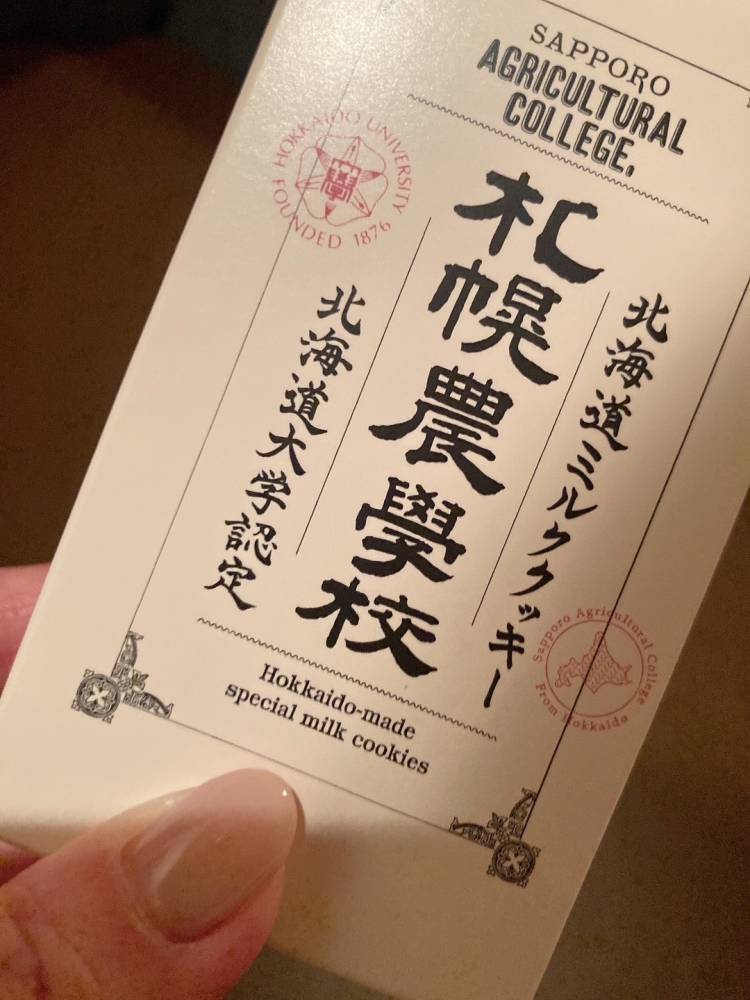 SAPPORO
AGRICULTURAL
COLLEGE.
HOKKAIDO UNIVERSITY
FOUNDED 1876
北海道ミルククッキー
札幌農學校
北海道大学認定
Sapporo Agricultural College
From Hokkaido
Hokkaido-made
special milk cookies